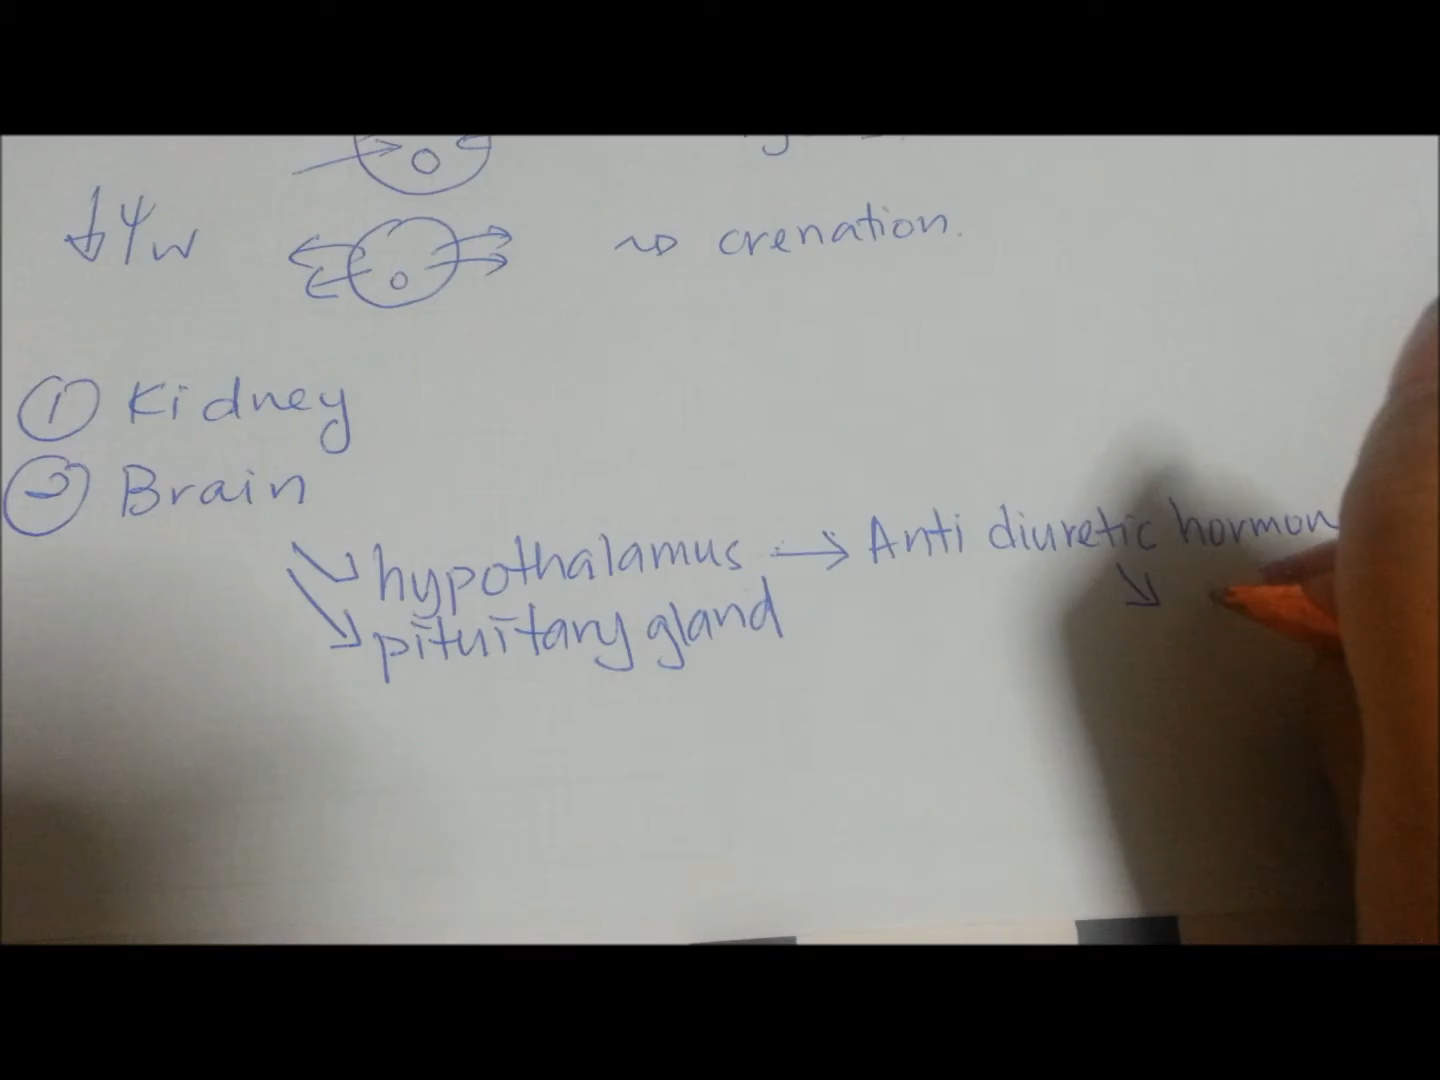 ↓Ψw ⇝ crenation.
① Kidney
② Brain
↘ hypothalamus → Anti diuretic hormon
↘ pituitary gland ↘